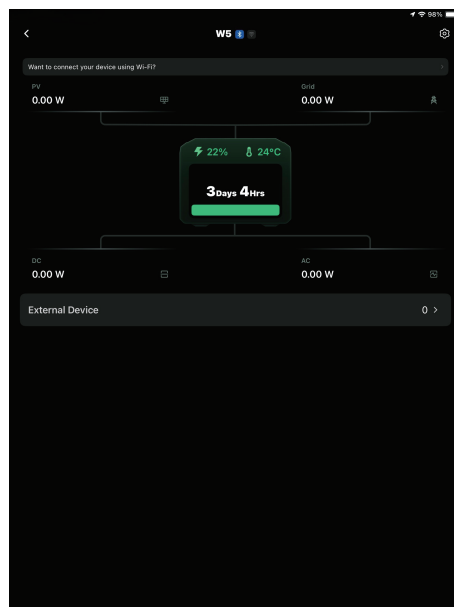 98%
W5
Want to connect your device using Wi-Fi?
PV
0.00 W
Grid
0.00 W
22% 24°C
3Days 4Hrs
DC
0.00 W
AC
0.00 W
External Device 0